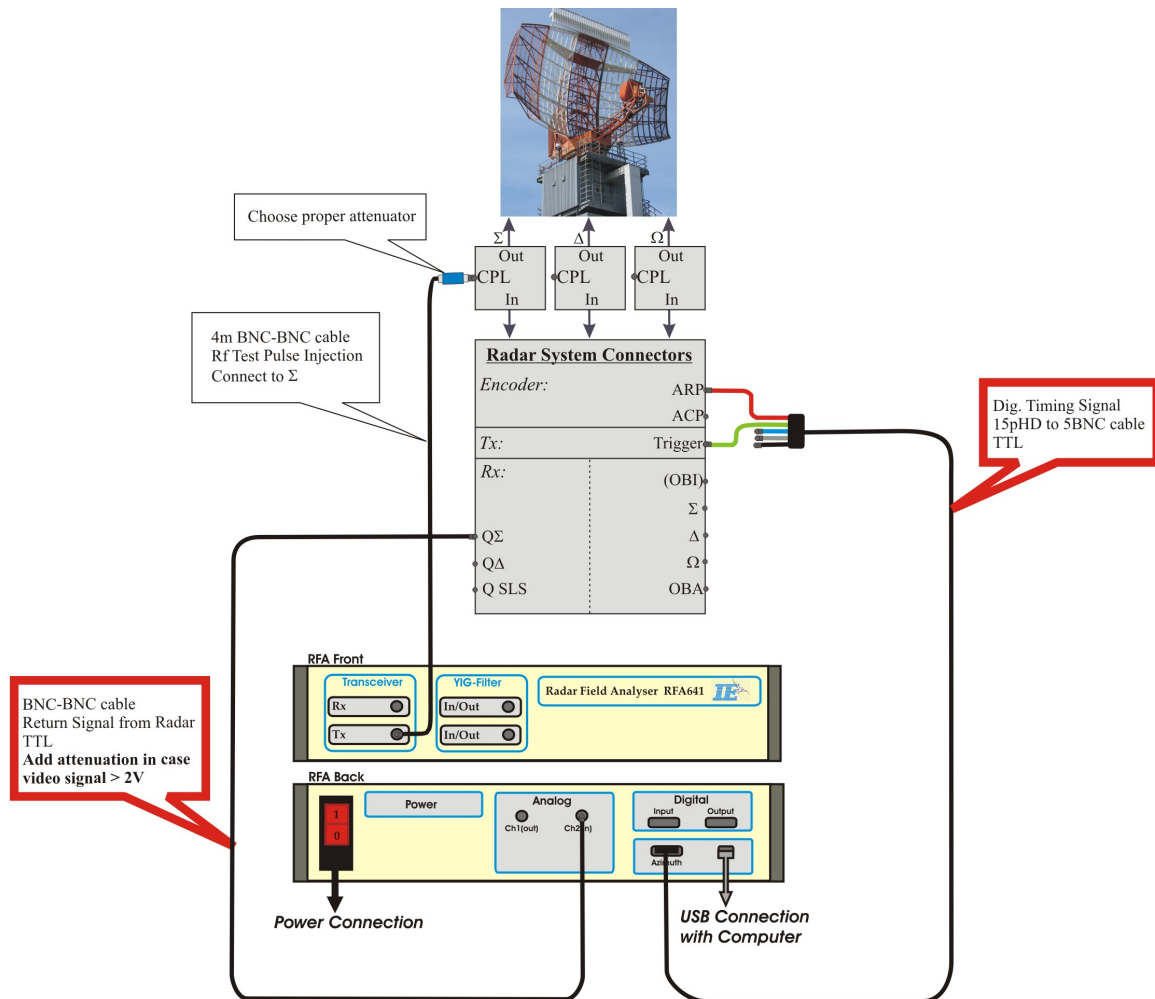 Choose proper attenuator
Σ
Δ
Ω
Out
Out
Out
CPL
CPL
CPL
In
In
In
4m BNC-BNC cable
Rf Test Pulse Injection
Connect to Σ
Radar System Connectors
Encoder:
ARP
ACP
Tx:
Trigger
Rx:
(OBI)
Σ
QΣ
Δ
QΔ
Ω
Q SLS
OBA
Dig. Timing Signal
15pHD to 5BNC cable
TTL
BNC-BNC cable
Return Signal from Radar
TTL
Add attenuation in case
video signal > 2V
RFA Front
Transceiver
Rx
Tx
YIG-Filter
In/Out
In/Out
Radar Field Analyser RFA641
IE
RFA Back
1
0
Power
Analog
Ch1(out)
Ch2(in)
Digital
Input
Output
Azimuth
Power Connection
USB Connection
with Computer